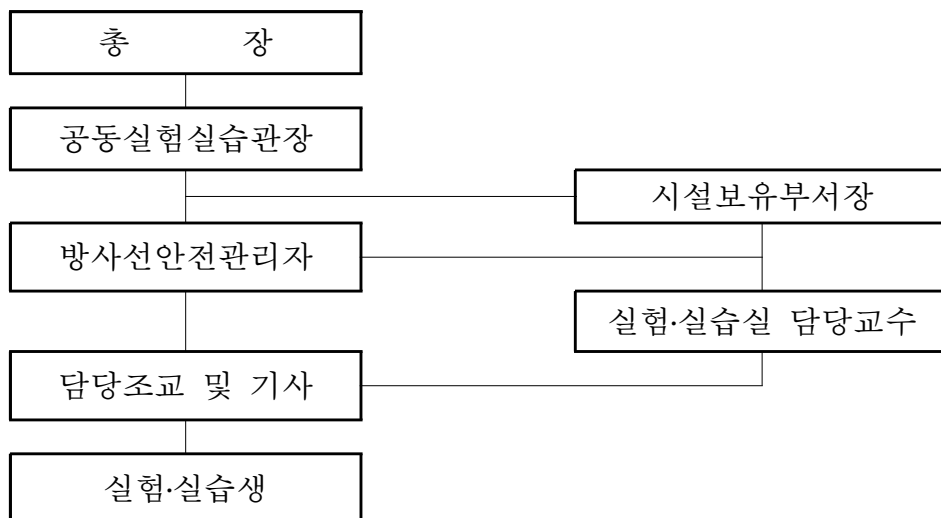 총 장
공동실험실습관장
시설보유부서장
방사선안전관리자
실험·실습실 담당교수
담당조교 및 기사
실험·실습생